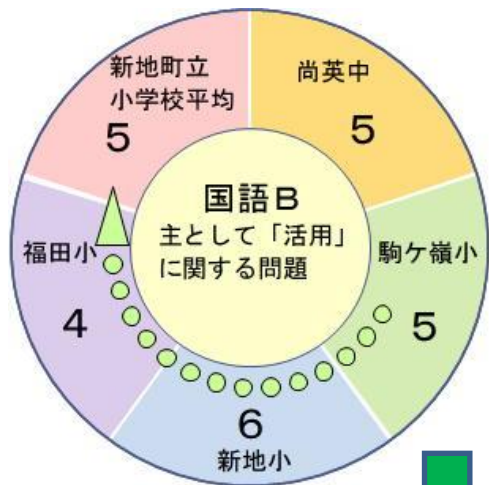 新地町立
小学校平均
5
尚英中
5
国語B
主として「活用」
に関する問題
福田小
4
駒ケ嶺小
5
6
新地小